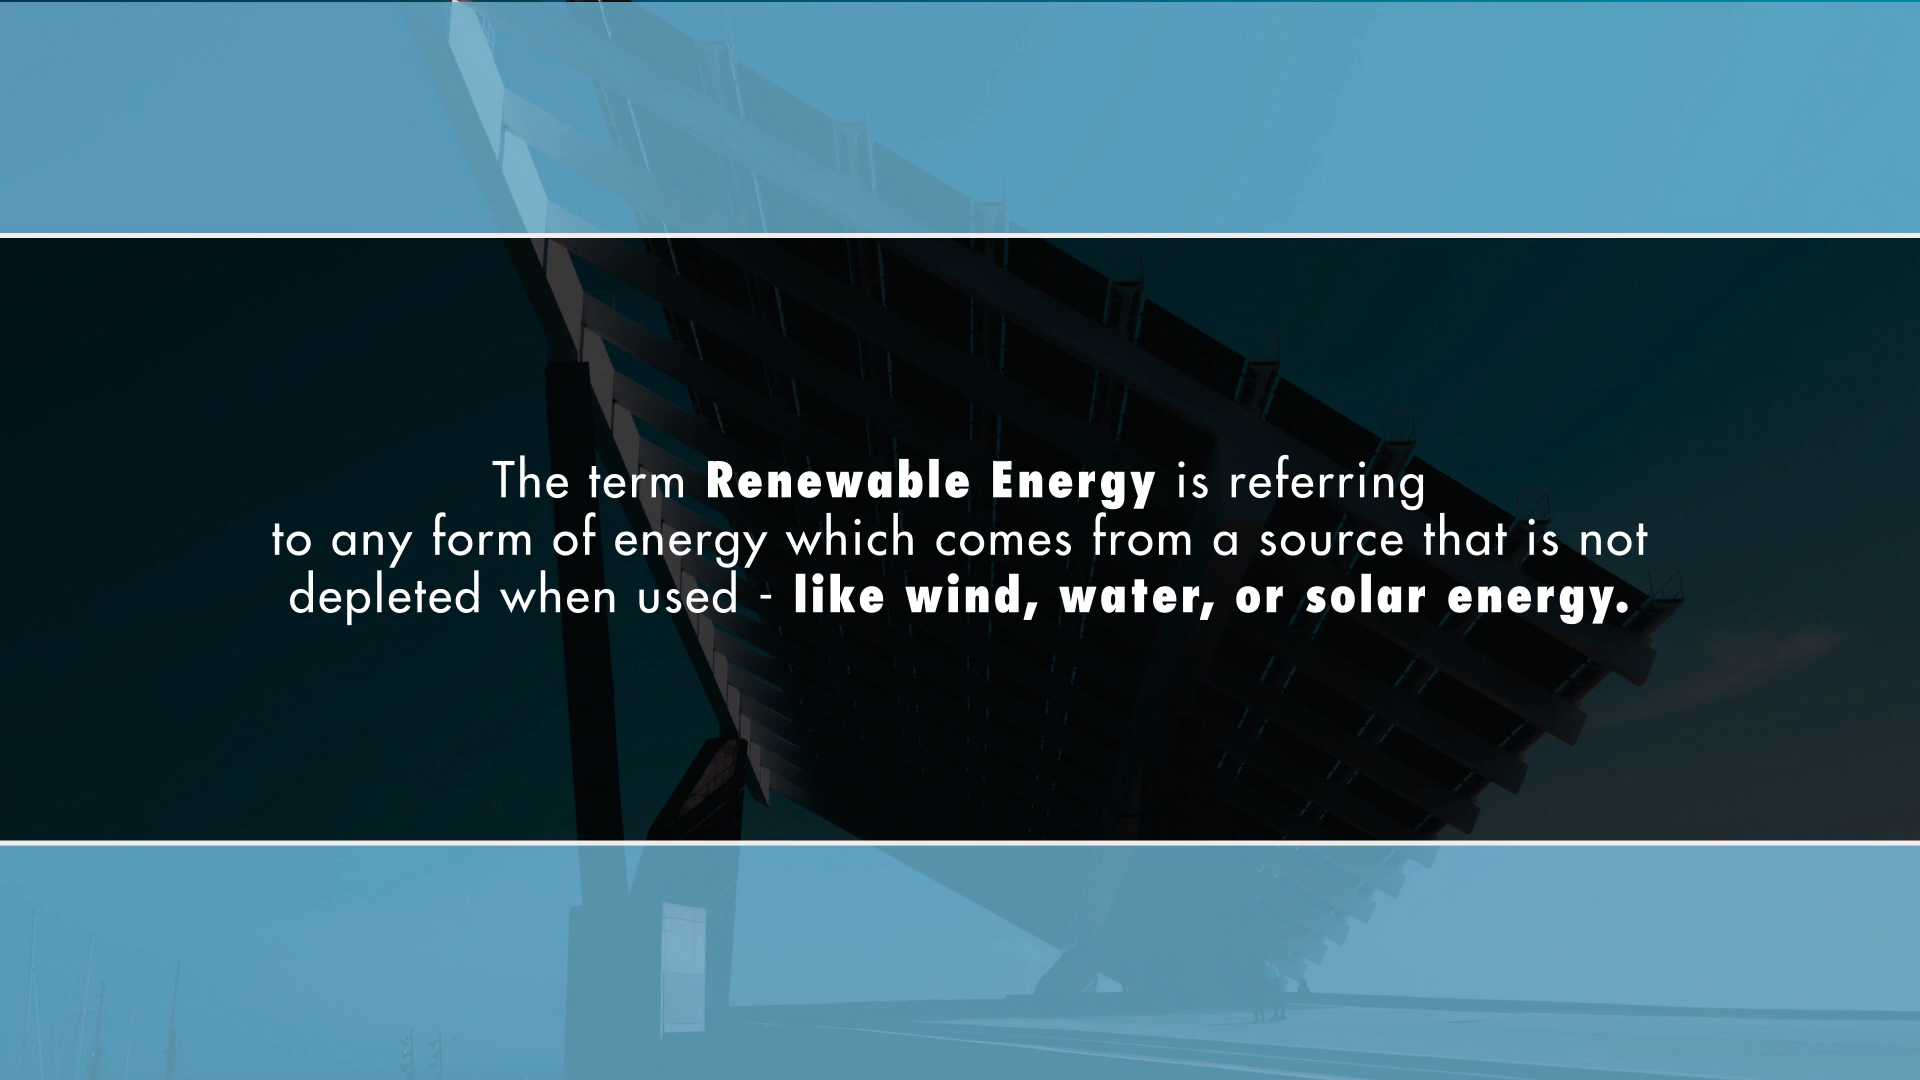 The term Renewable Energy is referring
to any form of energy which comes from a source that is not
depleted when used - like wind, water, or solar energy.